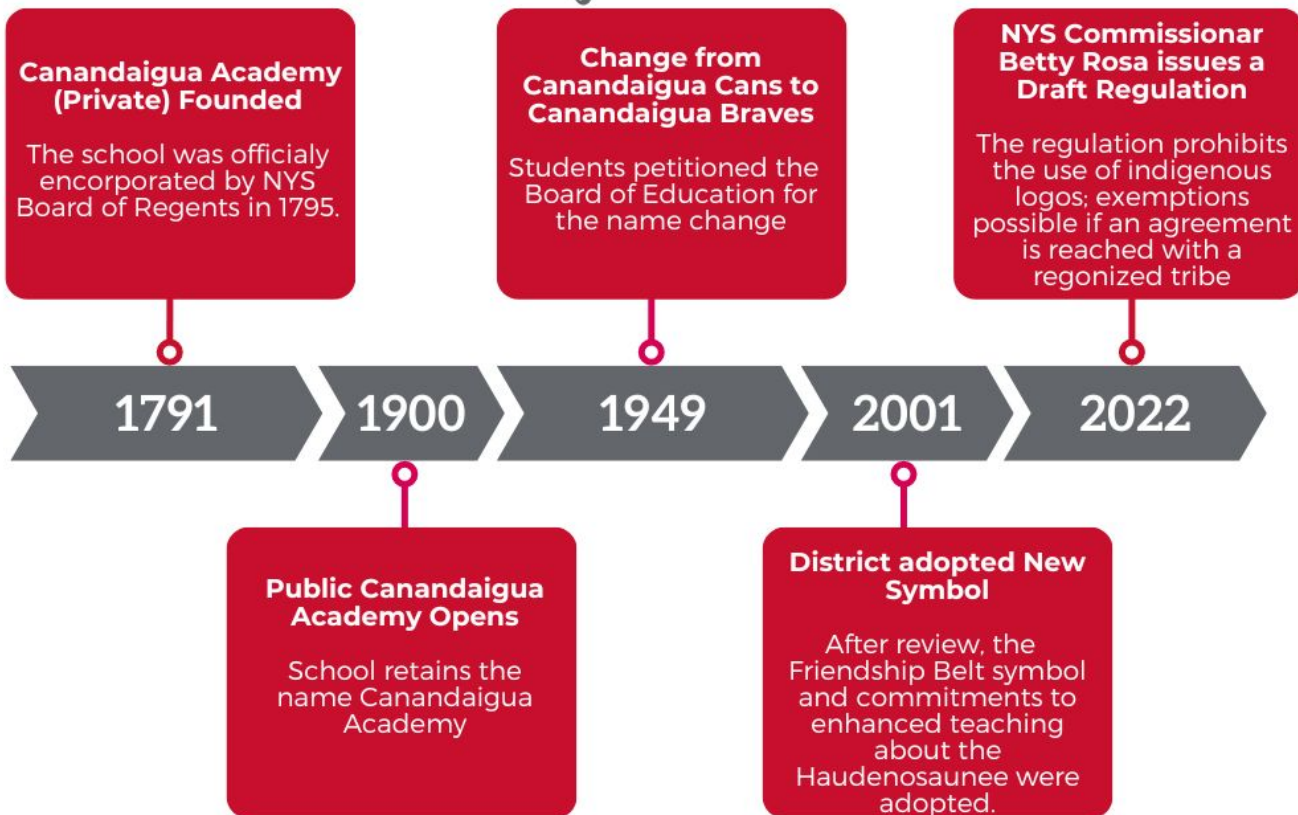 Canandaigua Academy
(Private) Founded
The school was officialy
encorporated by NYS
Board of Regents in 1795.
Change from
Canandaigua Cans to
Canandaigua Braves
Students petitioned the
Board of Education for
the name change
NYS Commissionar
Betty Rosa issues a
Draft Regulation
The regulation prohibits
the use of indigenous
logos; exemptions
possible if an agreement
is reached with a
regonized tribe
1791
1900
1949
2001
2022
Public Canandaigua
Academy Opens
School retains the
name Canandaigua
Academy
District adopted New
Symbol
After review, the
Friendship Belt symbol
and commitments to
enhanced teaching
about the
Haudenosaunee were
adopted.